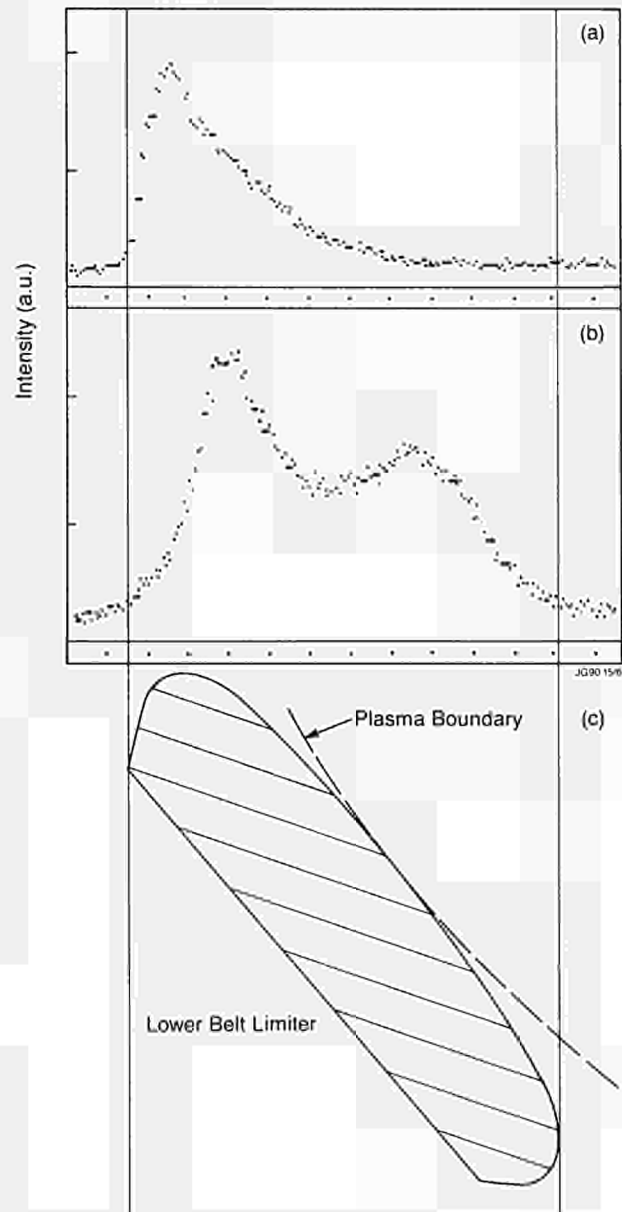 (a)
Intensity (a.u.)
(b)
JG90 15/6
Plasma Boundary
(c)
Lower Belt Limiter